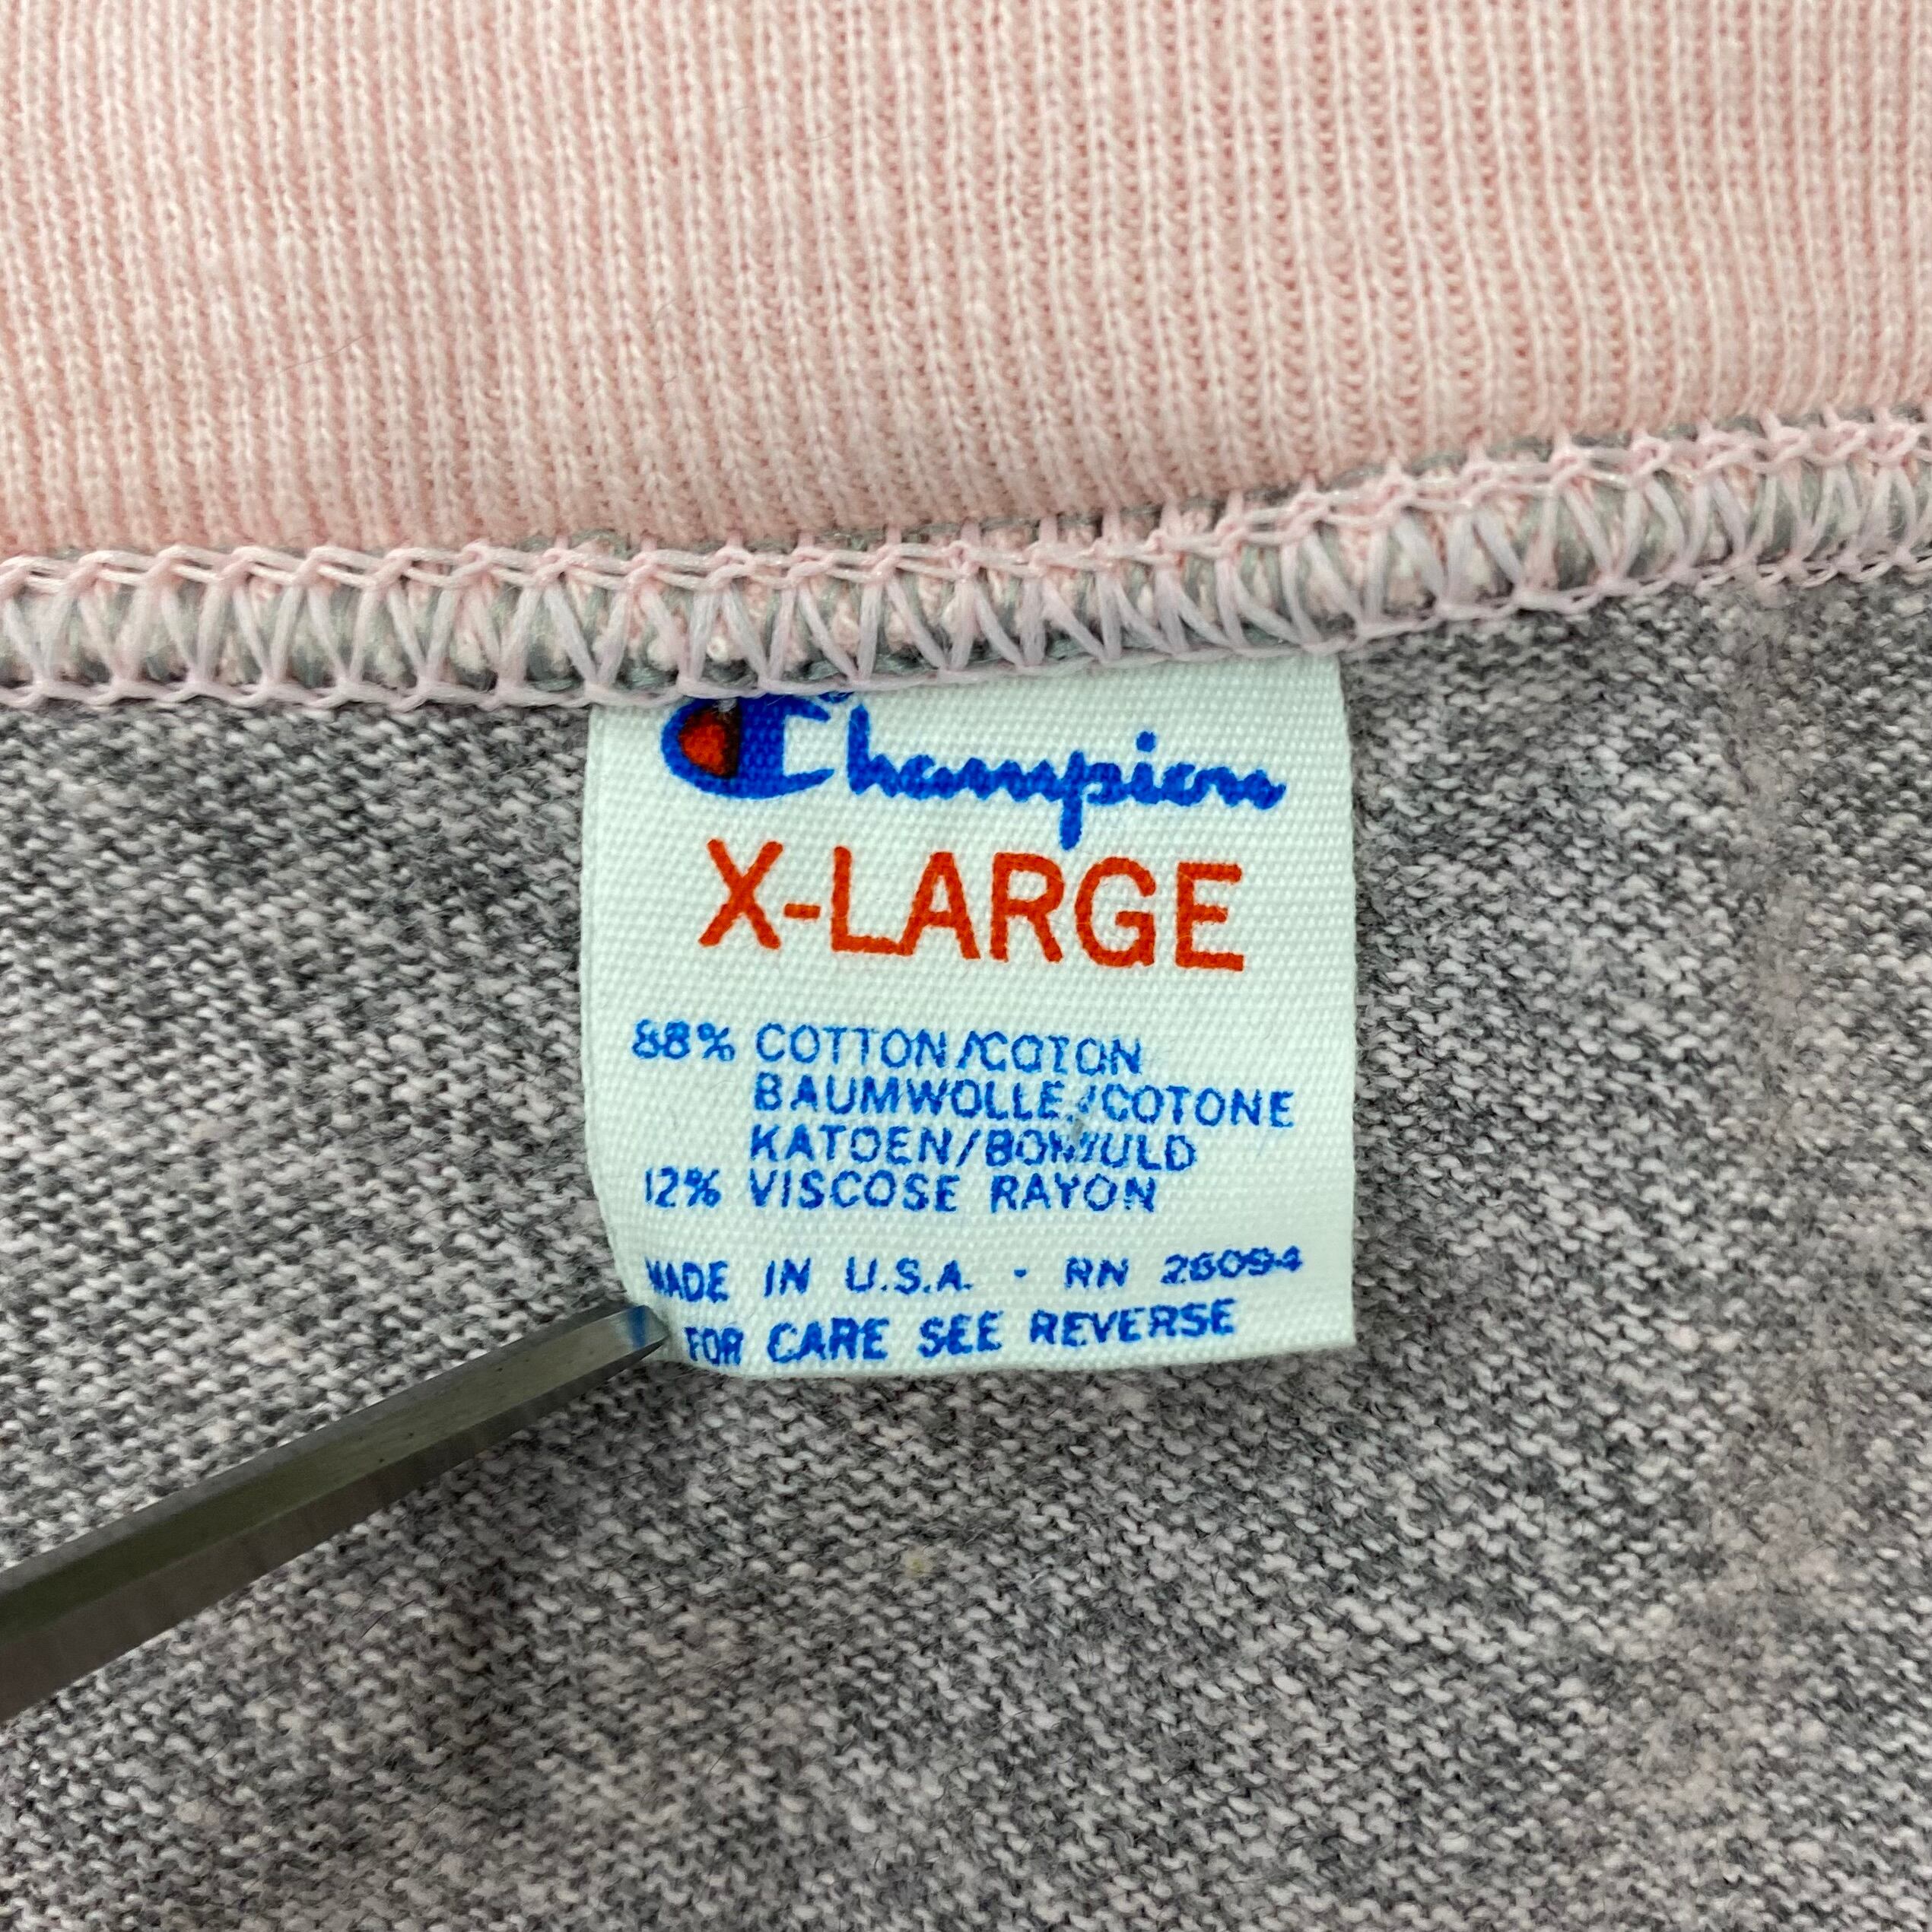 Champion
X-LARGE
88% COTTON/COTON
BAUMWOLLE/COTONE
KATOEN/BOMULD
12% VISCOSE RAYON
MADE IN U.S.A. · RN 26094
FOR CARE SEE REVERSE